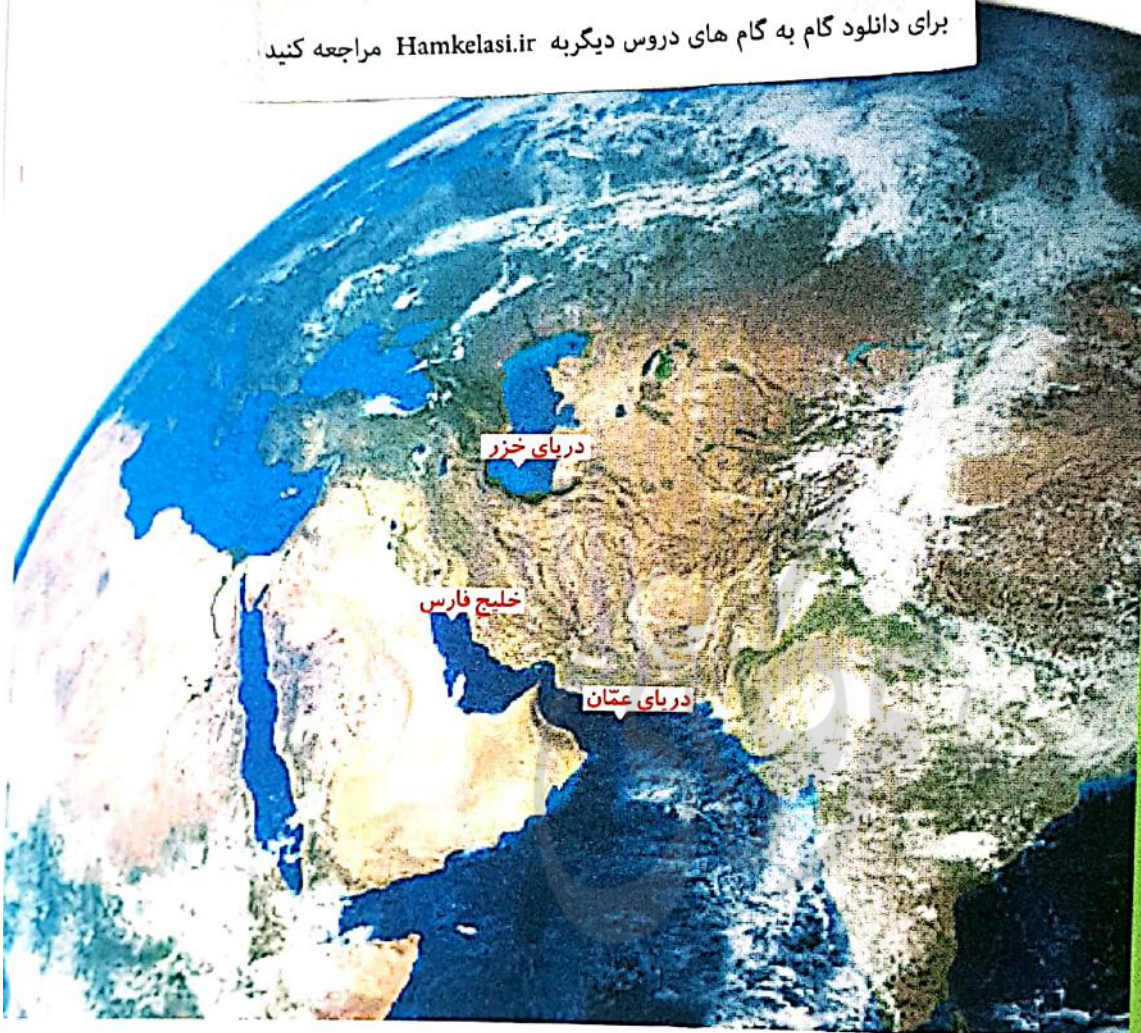 برای دانلود گام به گام های دروس دیگربه Hamkelasi.ir مراجعه کنید
دریای خزر
خلیج فارس
دریای عمّان